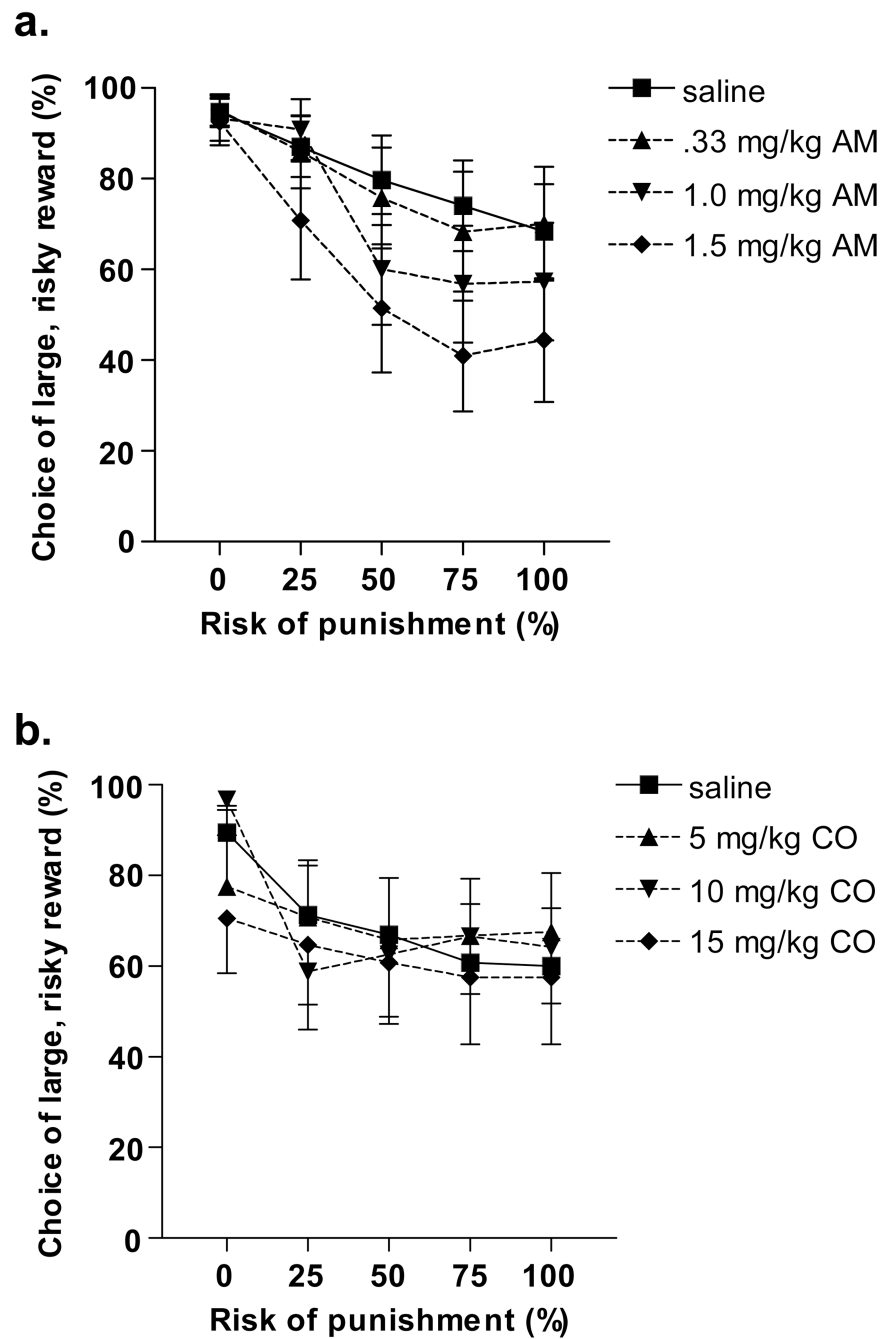 a.
Choice of large, risky reward (%)
100
80
60
40
20
0
0 25 50 75 100
Risk of punishment (%)
saline
.33 mg/kg AM
1.0 mg/kg AM
1.5 mg/kg AM
b.
Choice of large, risky reward (%)
100
80
60
40
20
0
0 25 50 75 100
Risk of punishment (%)
saline
5 mg/kg CO
10 mg/kg CO
15 mg/kg CO